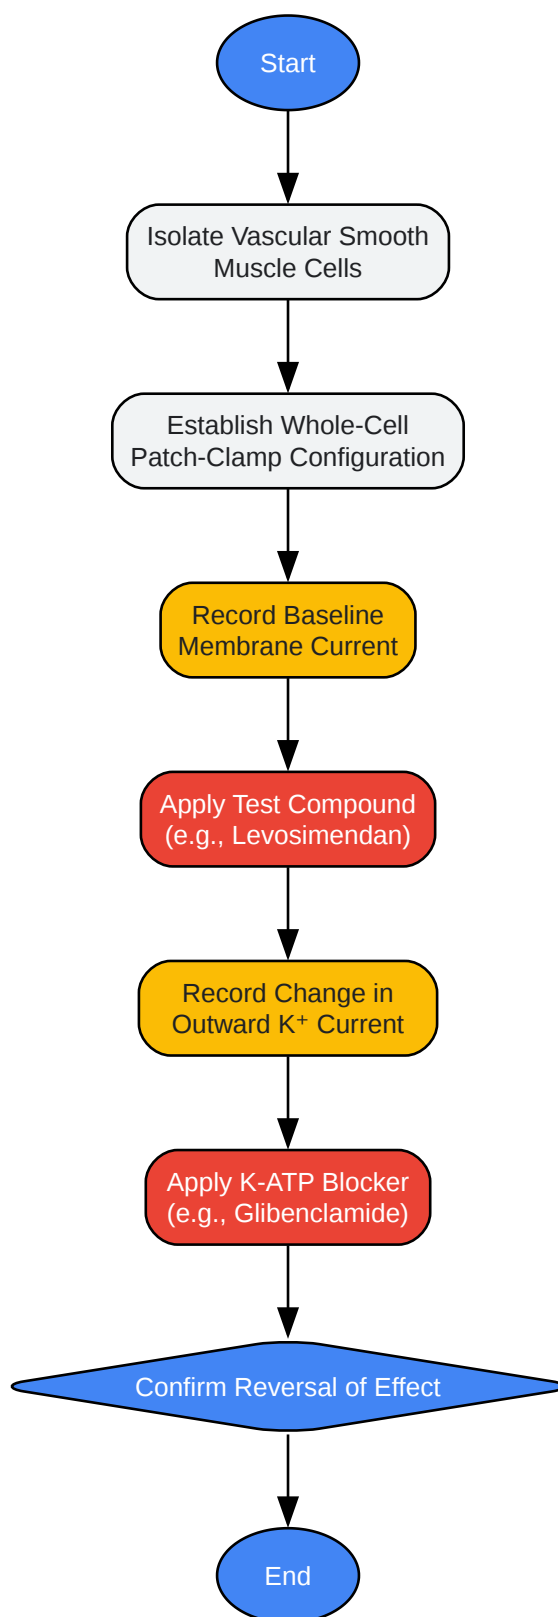 Start
Isolate Vascular Smooth
Muscle Cells
Establish Whole-Cell
Patch-Clamp Configuration
Record Baseline
Membrane Current
Apply Test Compound
(e.g., Levosimendan)
Record Change in
Outward K⁺ Current
Apply K-ATP Blocker
(e.g., Glibenclamide)
Confirm Reversal of Effect
End